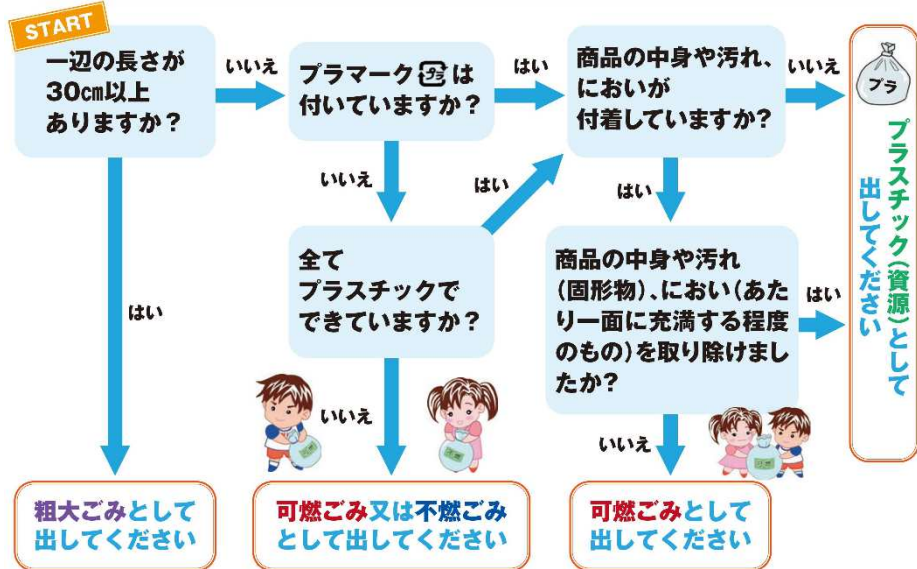 START
一辺の長さが
30cm以上
ありますか？
いいえ
プラマーク プラ は
付いていますか？
はい
商品の中身や汚れ、
においが
付着していますか？
いいえ
プラ
プラスチック（資源）として
出してください
はい
いいえ
はい
はい
全て
プラスチックで
できていますか？
商品の中身や汚れ
（固形物）、におい（あた
り一面に充満する程度
のもの）を取り除けまし
たか？
はい
いいえ
いいえ
粗大ごみとして
出してください
可燃ごみ又は不燃ごみ
として出してください
可燃ごみとして
出してください